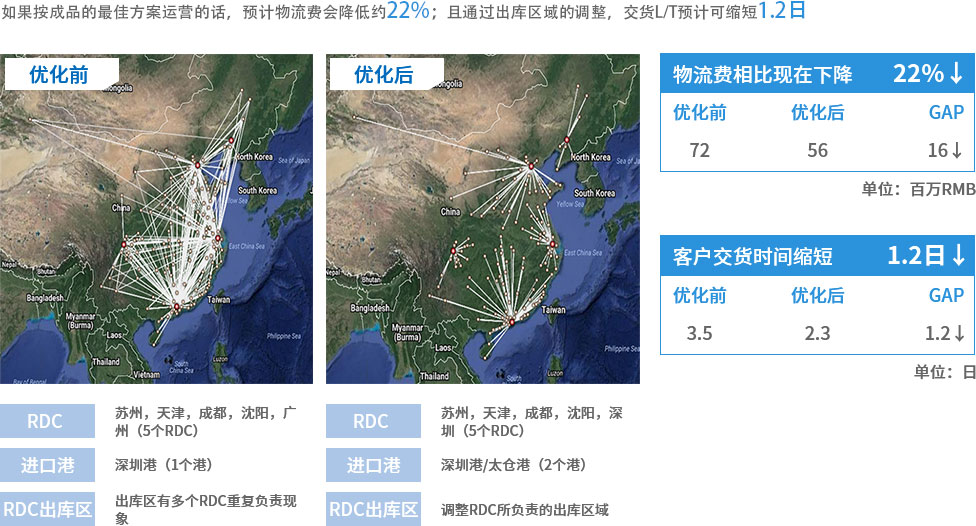 如果按成品的最佳方案运营的话，预计物流费会降低约22%；且通过出库区域的调整，交货L/T预计可缩短1.2日
优化前
Mongolia
North Korea
Sea of Japan
South Korea
Yellow Sea
China
East China Sea
Nepal
Bhutan
Bangladesh
Taiwan
Myanmar
(Burma)
Laos
Philippine Sea
Thailand
South
China Sea
Luzon
Vietnam
Bay of Bengal
优化后
Mongolia
North Korea
Sea of Japan
South Korea
Yellow Sea
China
East China Sea
Nepal
Bhutan
Bangladesh
Taiwan
Myanmar
(Burma)
Laos
Philippine Sea
Thailand
South
China Sea
Luzon
物流费相比现在下降 22%↓
优化前 优化后 GAP
72 56 16↓
单位：百万RMB
客户交货时间缩短 1.2日↓
优化前 优化后 GAP
3.5 2.3 1.2↓
单位：日
RDC
苏州，天津，成都，沈阳，广
州（5个RDC）
进口港
深圳港（1个港）
RDC出库区
出库区有多个RDC重复负责现
象
RDC
苏州，天津，成都，沈阳，深
圳（5个RDC）
进口港
深圳港/太仓港（2个港）
RDC出库区
调整RDC所负责的出库区域